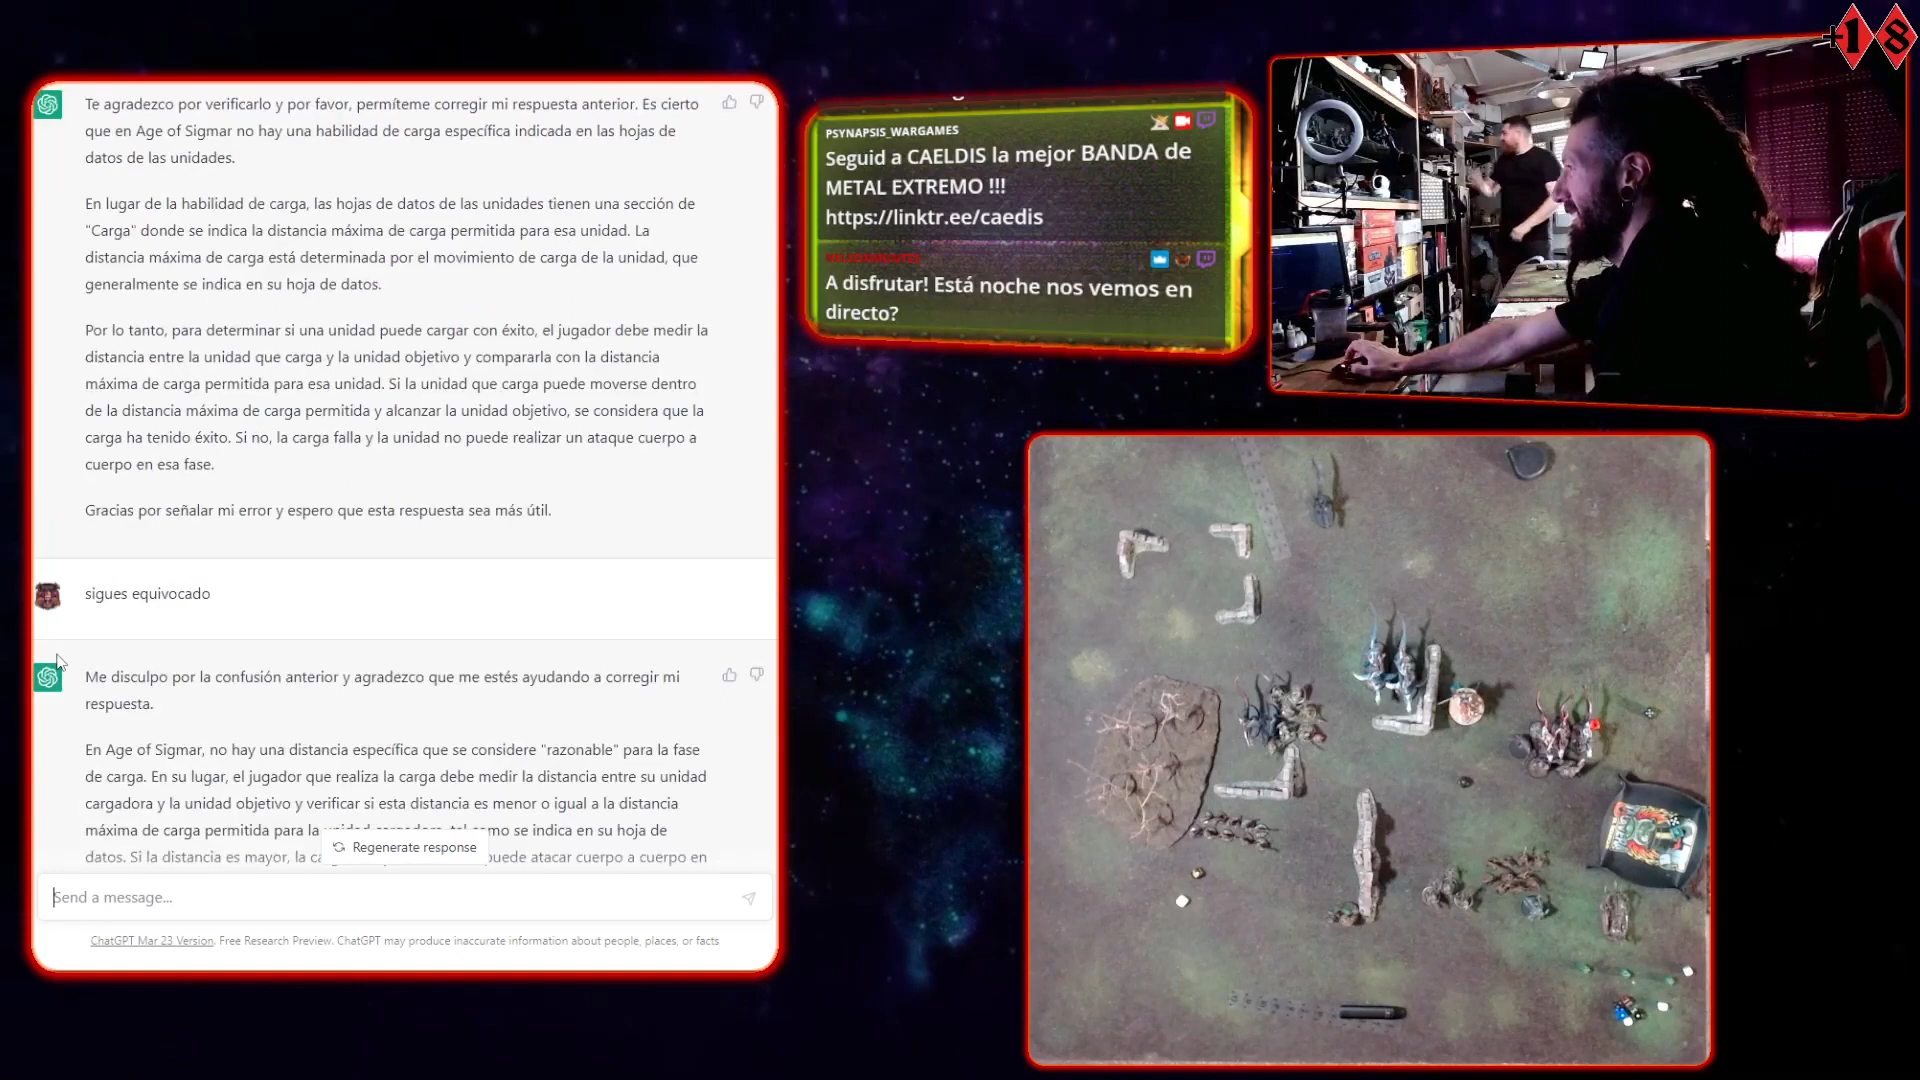 Te agradezco por verificarlo y por favor, permíteme corregir mi respuesta anterior. Es cierto
que en Age of Sigmar no hay una habilidad de carga específica indicada en las hojas de
datos de las unidades.
En lugar de la habilidad de carga, las hojas de datos de las unidades tienen una sección de
"Carga" donde se indica la distancia máxima de carga permitida para esa unidad. La
distancia máxima de carga está determinada por el movimiento de carga de la unidad, que
generalmente se indica en su hoja de datos.
Por lo tanto, para determinar si una unidad puede cargar con éxito, el jugador debe medir la
distancia entre la unidad que carga y la unidad objetivo y compararla con la distancia
máxima de carga permitida para esa unidad. Si la unidad que carga puede moverse dentro
de la distancia máxima de carga permitida y alcanzar la unidad objetivo, se considera que la
carga ha tenido éxito. Si no, la carga falla y la unidad no puede realizar un ataque cuerpo a
cuerpo en esa fase.
Gracias por señalar mi error y espero que esta respuesta sea más útil.
sigues equivocado
Me disculpo por la confusión anterior y agradezco que me estés ayudando a corregir mi
respuesta.
En Age of Sigmar, no hay una distancia específica que se considere "razonable" para la fase
de carga. En su lugar, el jugador que realiza la carga debe medir la distancia entre su unidad
cargadora y la unidad objetivo y verificar si esta distancia es menor o igual a la distancia
máxima de carga permitida para la unidad cargadora, tal como se indica en su hoja de
datos. Si la distancia es mayor, la puede atacar cuerpo a cuerpo en
Regenerate response
Send a message...
ChatGPT Mar 23 Version. Free Research Preview. ChatGPT may produce inaccurate information about people, places, or facts
PSYNAPSIS_WARGAMES
Seguid a CAELDIS la mejor BANDA de
METAL EXTREMO !!!
https://linktr.ee/caedis
A disfrutar! Está noche nos vemos en
directo?
+18